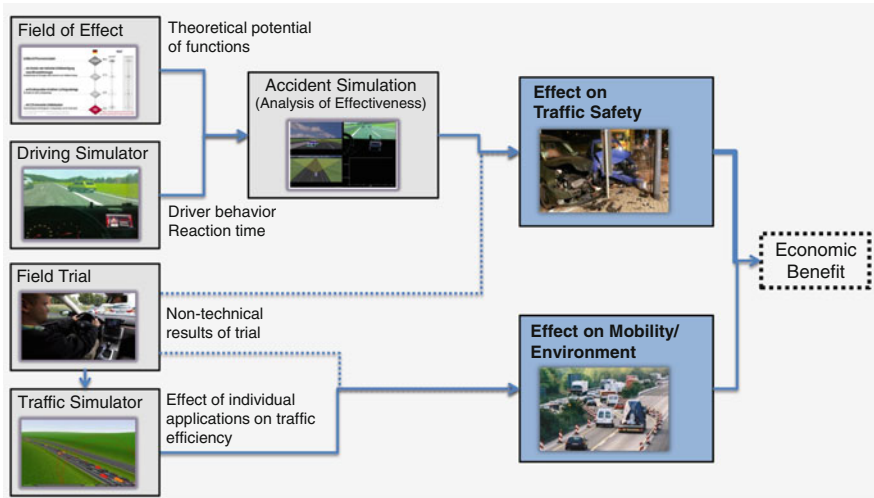 Field of Effect
Theoretical potential
of functions
Accident Simulation
(Analysis of Effectiveness)
Effect on
Traffic Safety
Driving Simulator
Driver behavior
Reaction time
Economic
Benefit
Field Trial
Non-technical
results of trial
Effect on Mobility/
Environment
Traffic Simulator
Effect of individual
applications on traffic
efficiency